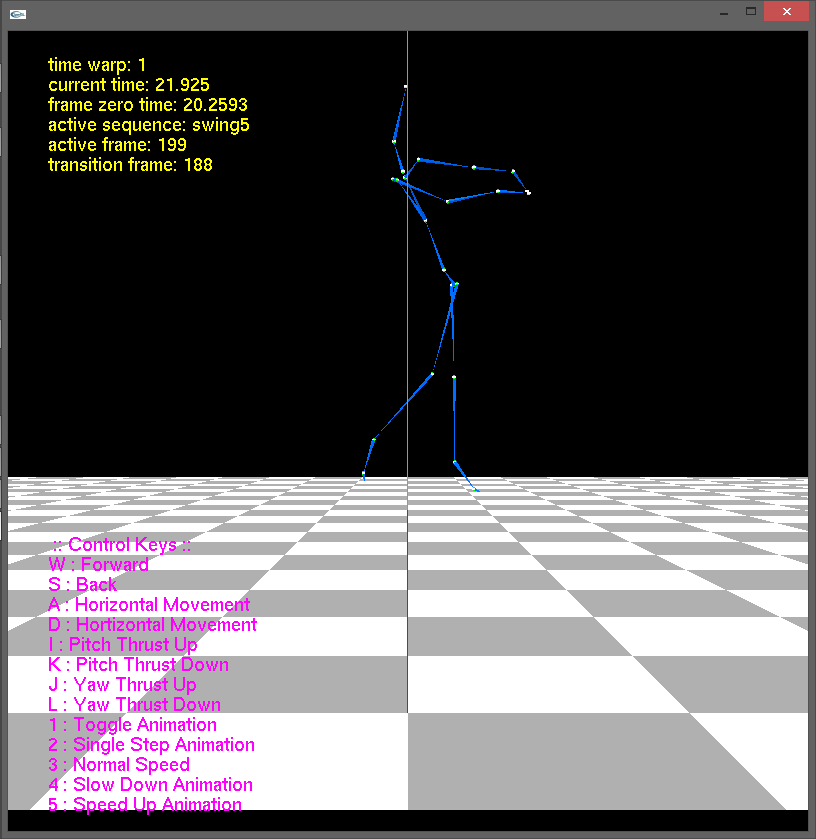 time warp: 1
current time: 21.925
frame zero time: 20.2593
active sequence: swing5
active frame: 199
transition frame: 188
:: Control Keys ::
W : Forward
S : Back
A : Horizontal Movement
D : Hortizontal Movement
I : Pitch Thrust Up
K : Pitch Thrust Down
J : Yaw Thrust Up
L : Yaw Thrust Down
1 : Toggle Animation
2 : Single Step Animation
3 : Normal Speed
4 : Slow Down Animation
5 : Speed Up Animation